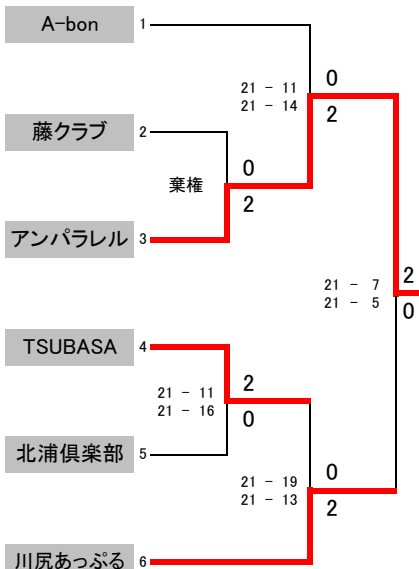 A-bon 1
0
21 - 11
21 - 14
2
藤クラブ 2
0
棄権
2
アンパラレル 3
21 - 7
21 - 5
2
0
TSUBASA 4
2
21 - 11
21 - 16
0
北浦倶楽部 5
0
21 - 19
21 - 13
2
川尻あっぷる 6